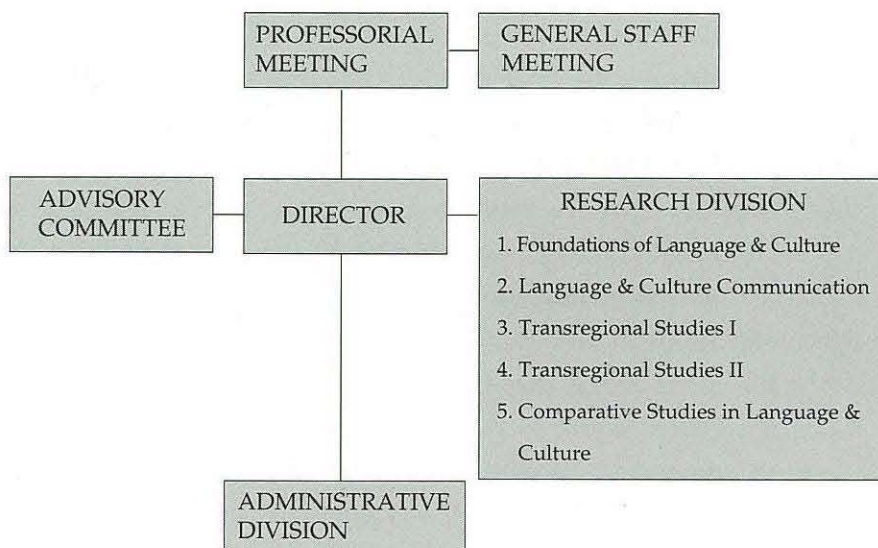 PROFESSORIAL
MEETING
GENERAL STAFF
MEETING
ADVISORY
COMMITTEE
DIRECTOR
RESEARCH DIVISION
1. Foundations of Language & Culture
2. Language & Culture Communication
3. Transregional Studies I
4. Transregional Studies II
5. Comparative Studies in Language &
Culture
ADMINISTRATIVE
DIVISION